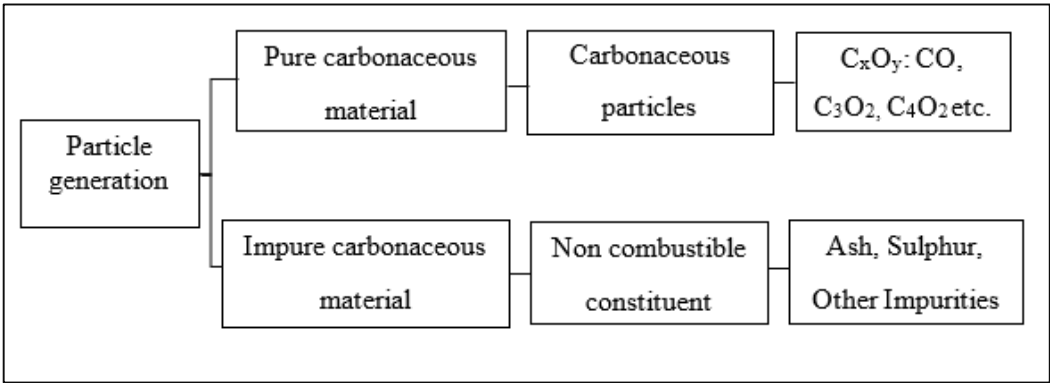 Particle
generation
Pure carbonaceous
material
Carbonaceous
particles
CₓOᵧ: CO,
C₃O₂, C₄O₂ etc.
Impure carbonaceous
material
Non combustible
constituent
Ash, Sulphur,
Other Impurities